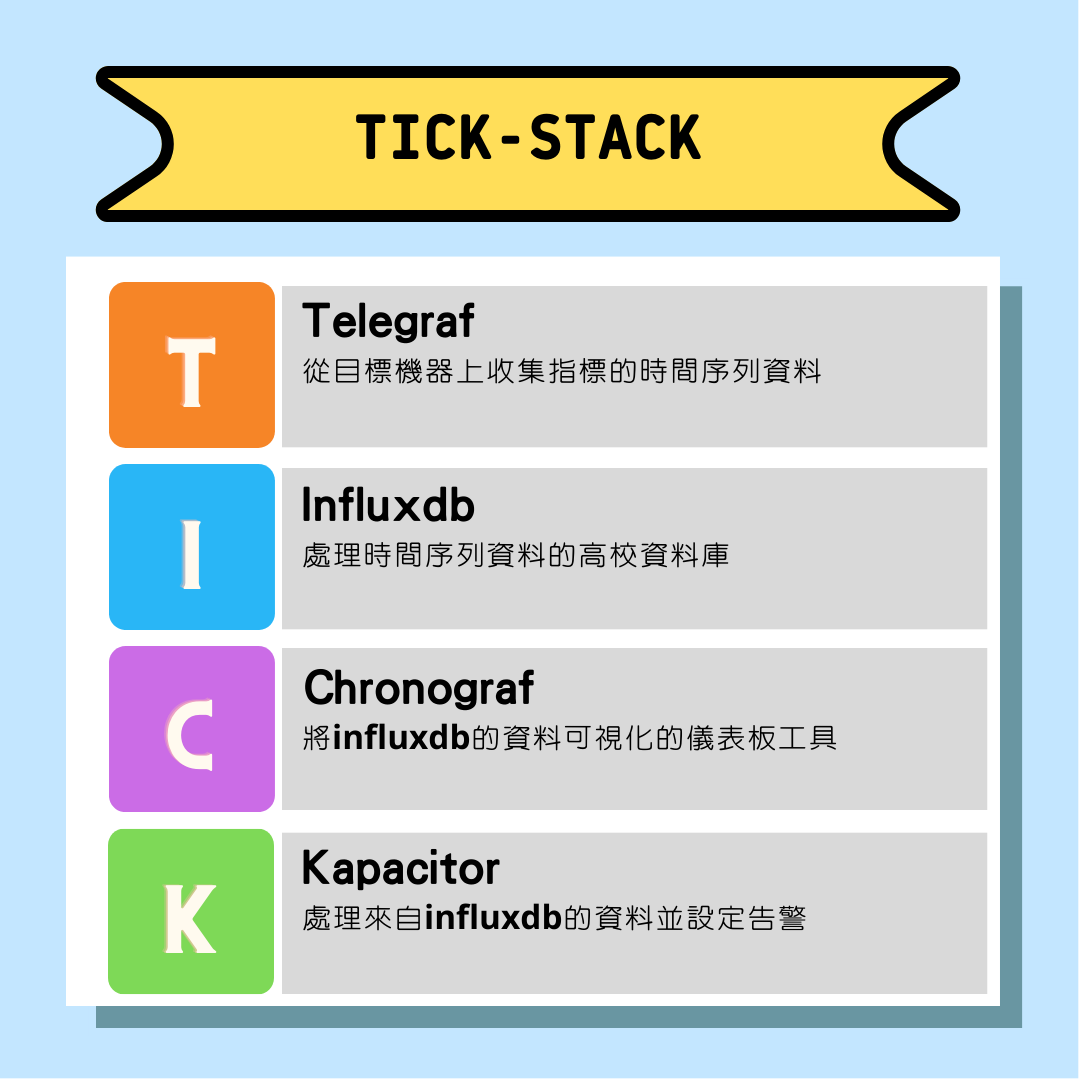 TICK-STACK
T
Telegraf
從目標機器上收集指標的時間序列資料
I
Influxdb
處理時間序列資料的高校資料庫
C
Chronograf
將influxdb的資料可視化的儀表板工具
K
Kapacitor
處理來自influxdb的資料並設定告警